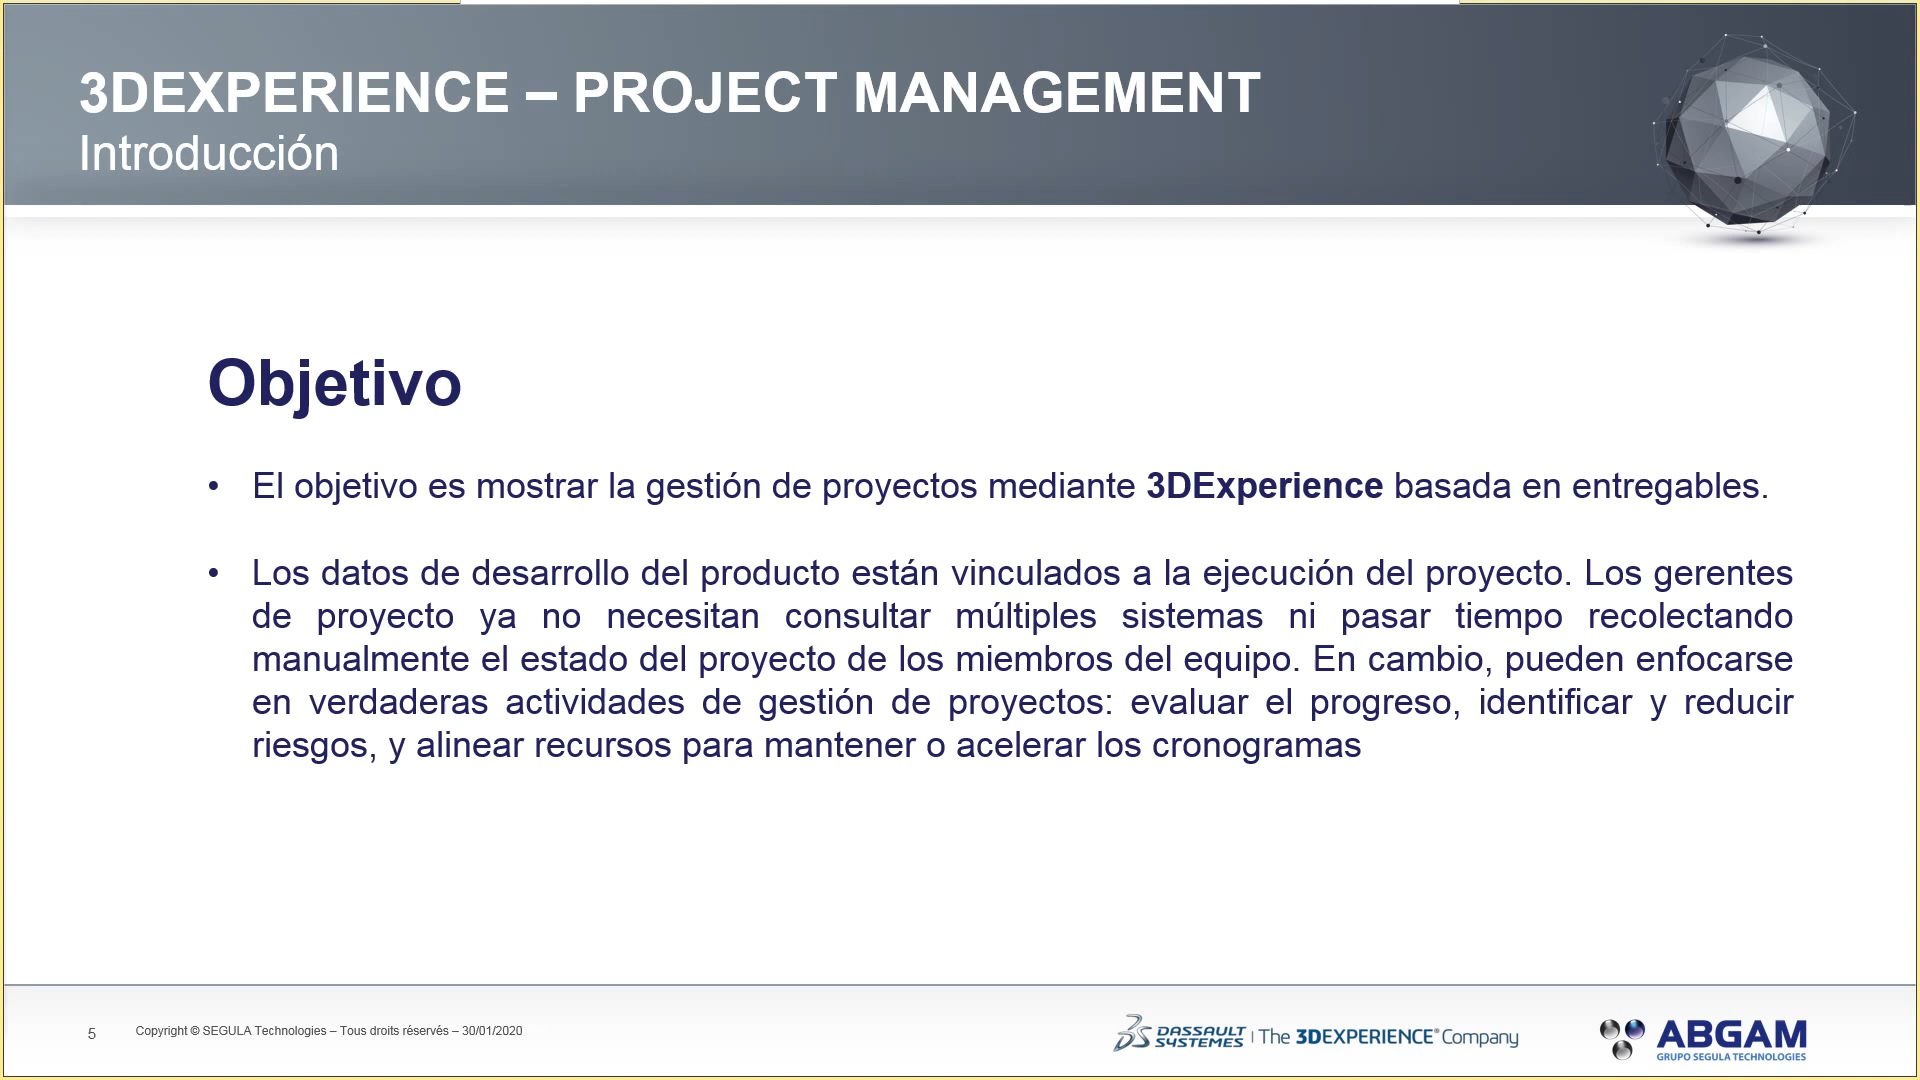 3DEXPERIENCE – PROJECT MANAGEMENT
Introducción
Objetivo
• El objetivo es mostrar la gestión de proyectos mediante 3DExperience basada en entregables.
• Los datos de desarrollo del producto están vinculados a la ejecución del proyecto. Los gerentes
de proyecto ya no necesitan consultar múltiples sistemas ni pasar tiempo recolectando
manualmente el estado del proyecto de los miembros del equipo. En cambio, pueden enfocarse
en verdaderas actividades de gestión de proyectos: evaluar el progreso, identificar y reducir
riesgos, y alinear recursos para mantener o acelerar los cronogramas
5 Copyright © SEGULA Technologies – Tous droits réservés – 30/01/2020
DASSAULT SYSTEMES | The 3DEXPERIENCE® Company
ABGAM
GRUPO SEGULA TECHNOLOGIES